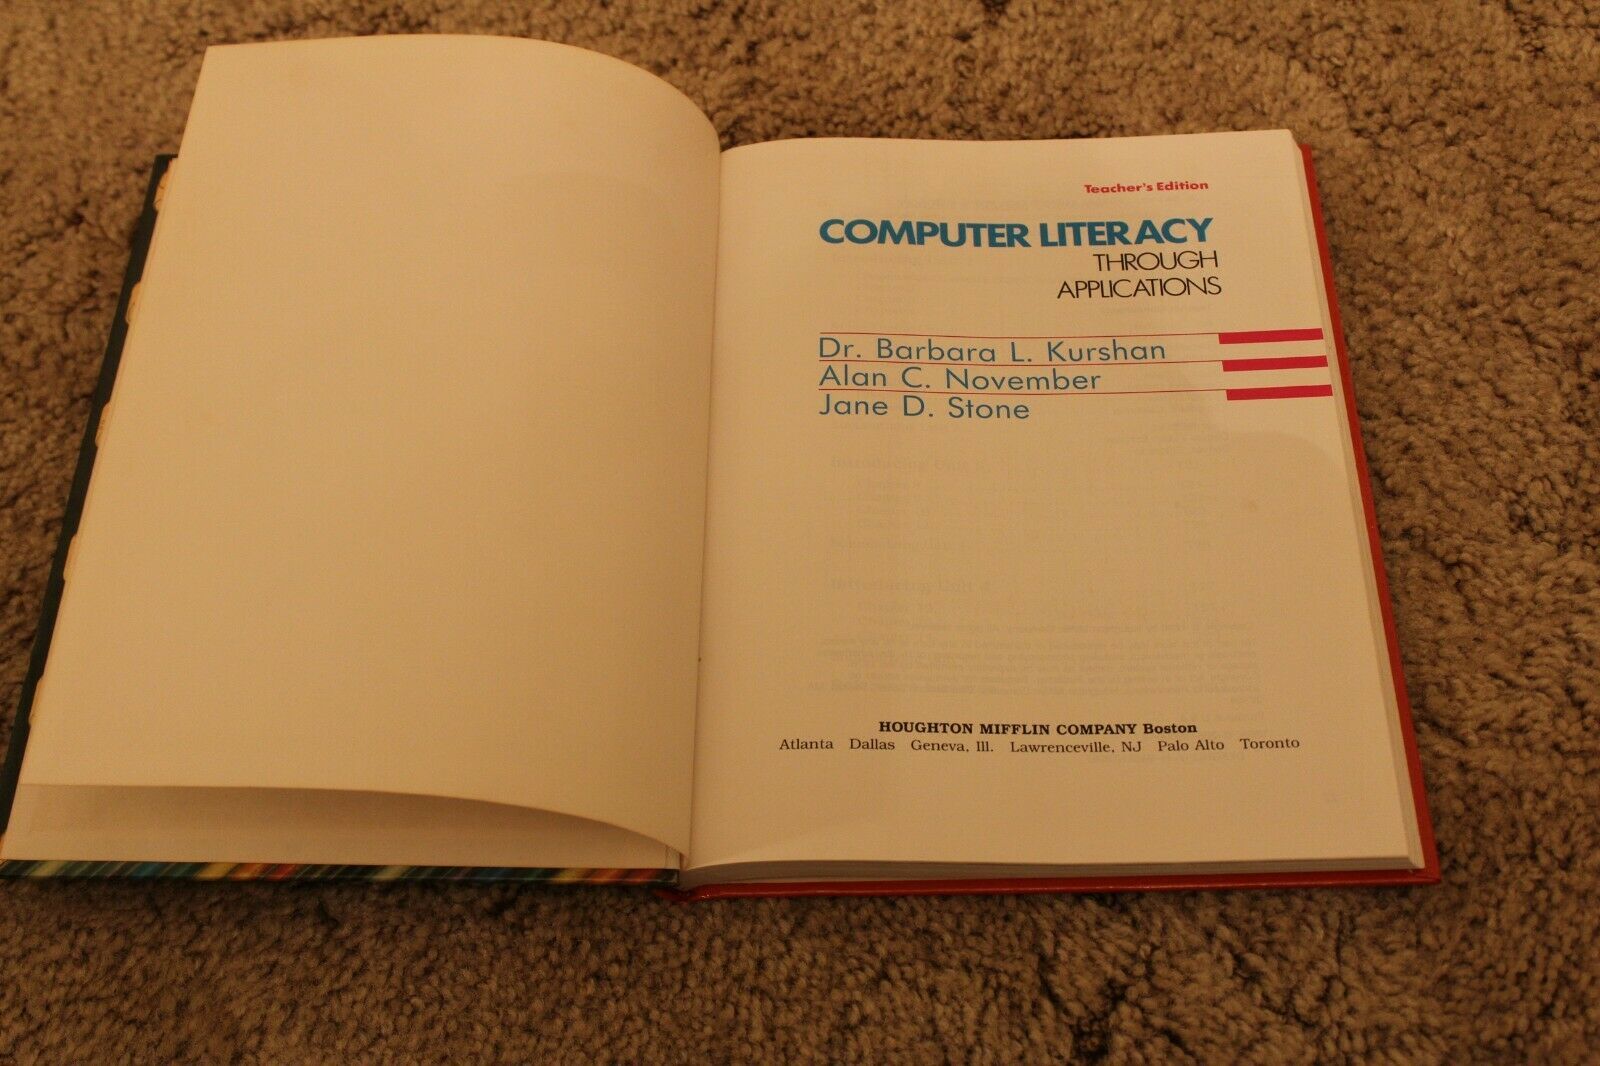 Teacher's Edition
COMPUTER LITERACY
THROUGH
APPLICATIONS
Dr. Barbara L. Kurshan
Alan C. November
Jane D. Stone
HOUGHTON MIFFLIN COMPANY Boston
Atlanta Dallas Geneva, Ill. Lawrenceville, NJ Palo Alto Toronto